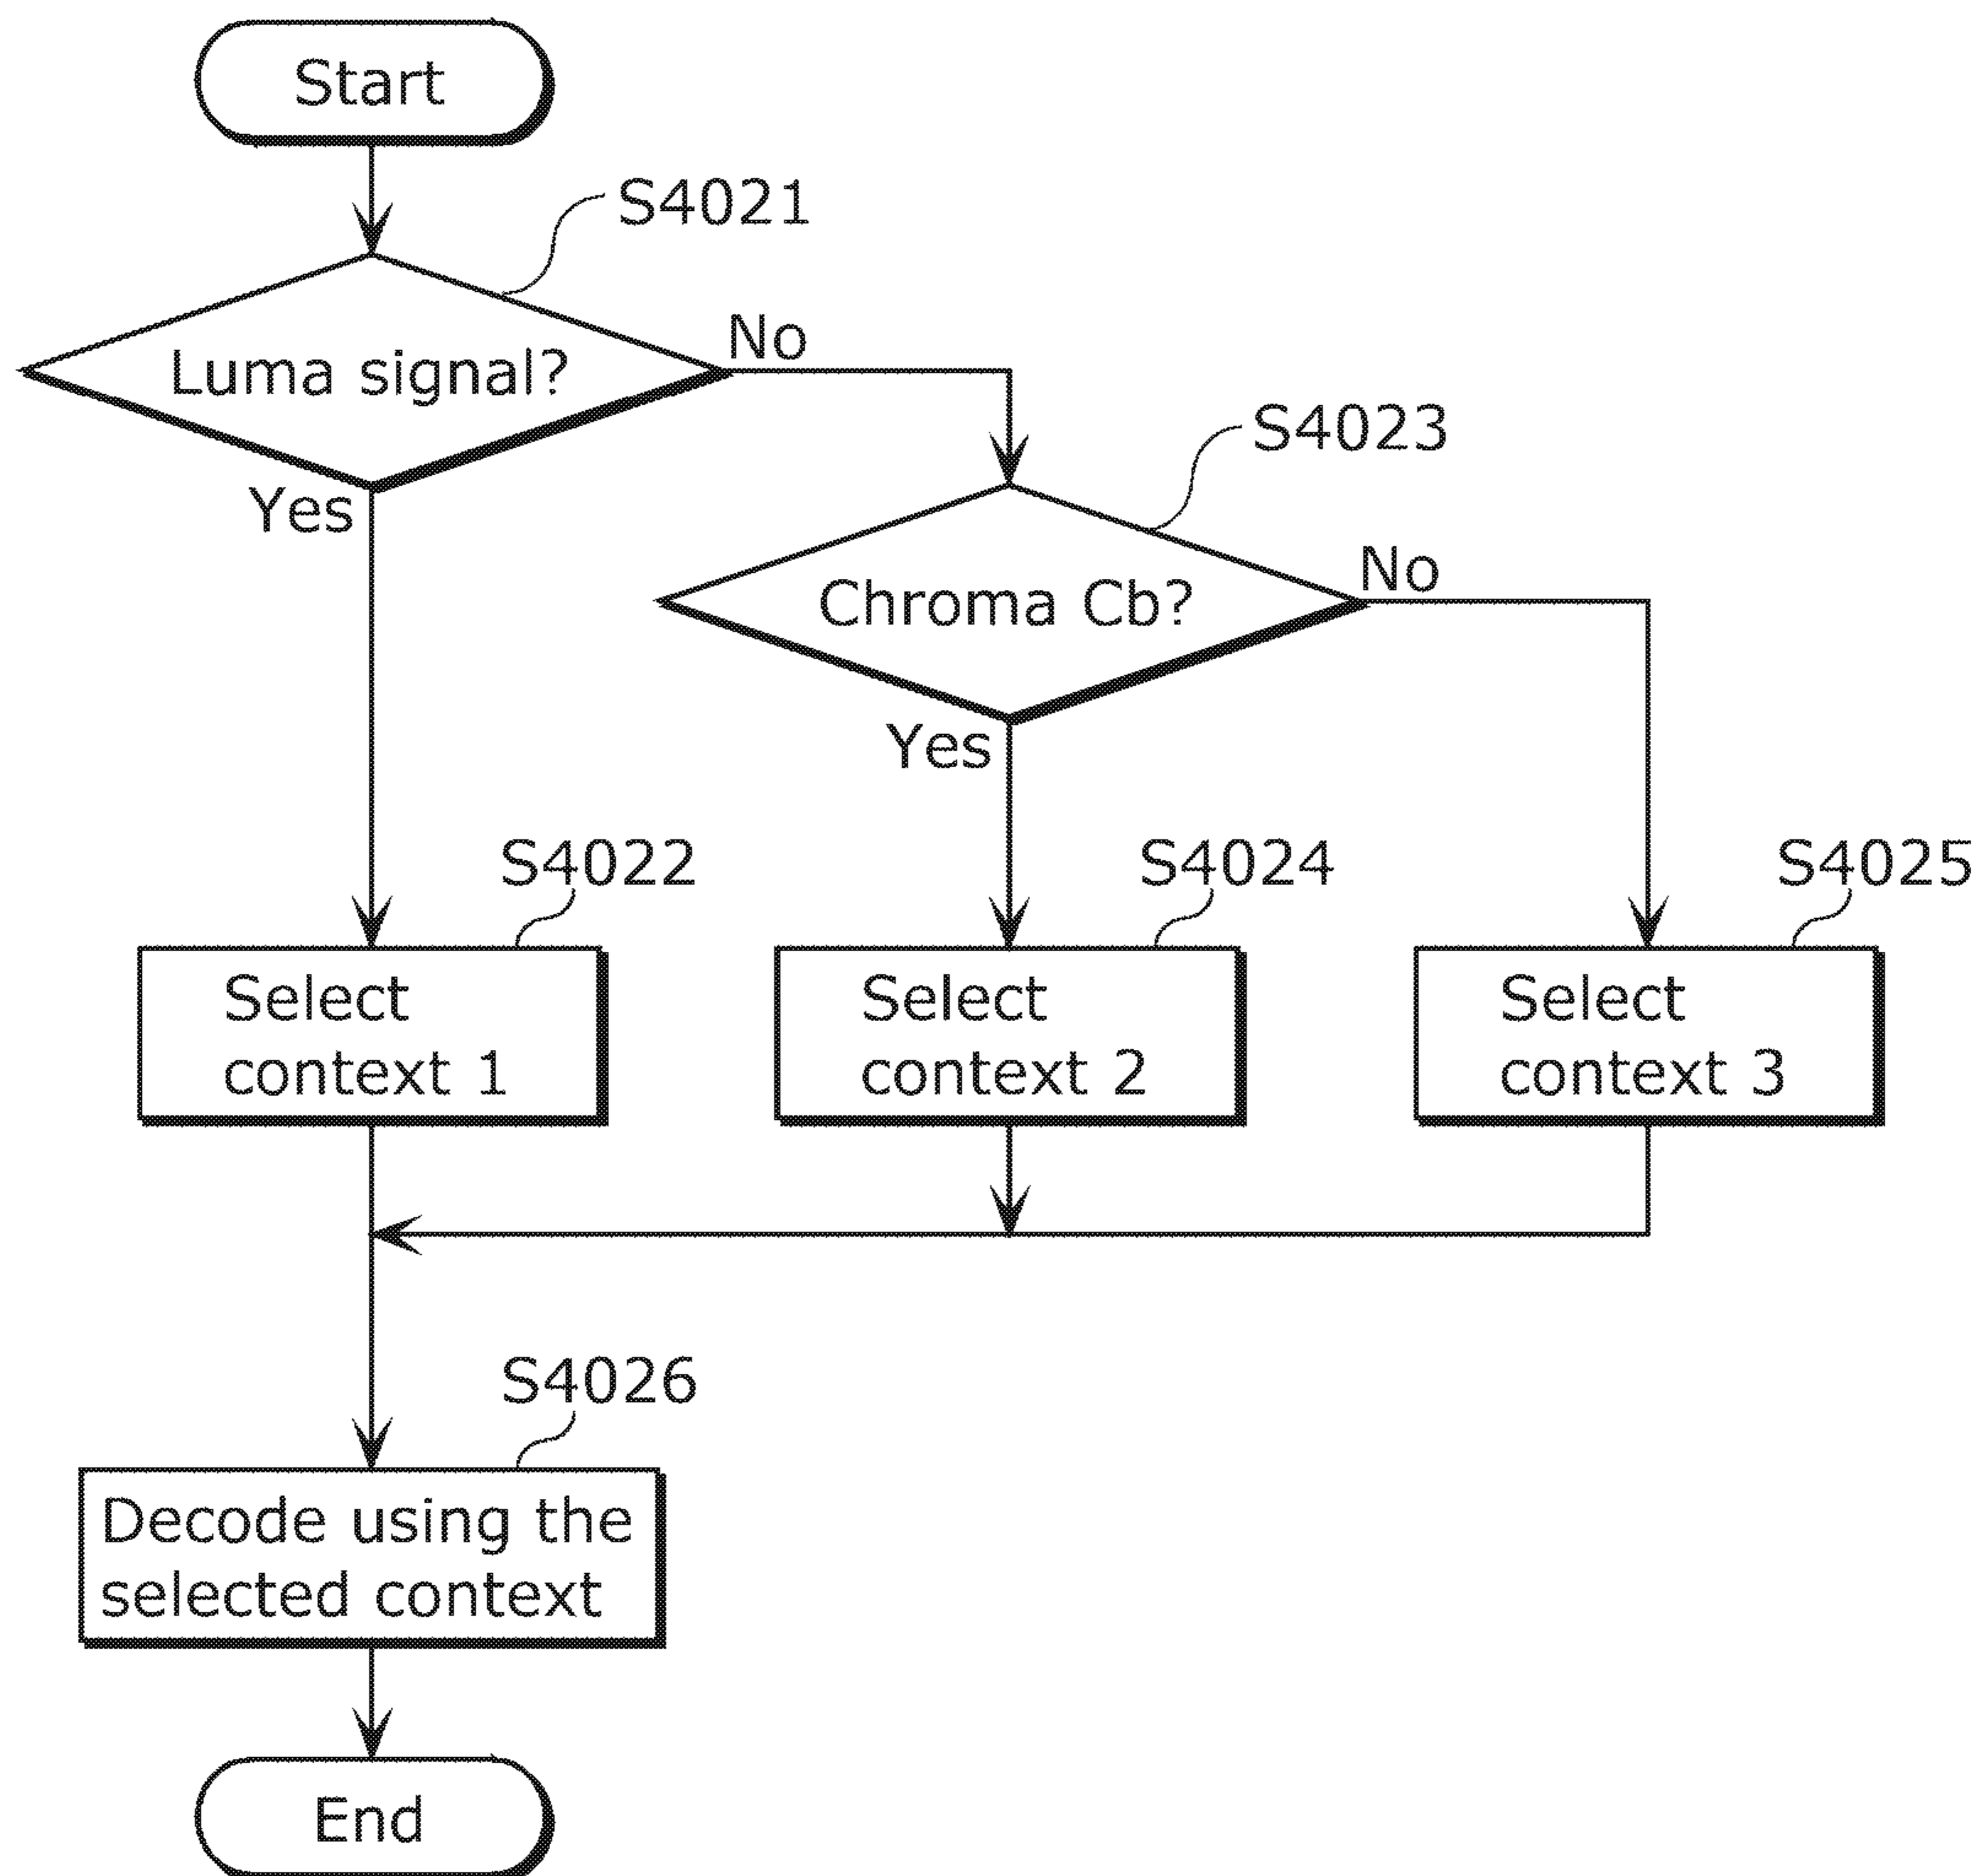 Start
S4021
Luma signal?
No
Yes
S4023
Chroma Cb?
No
Yes
S4022
S4024
S4025
Select
context 1
Select
context 2
Select
context 3
S4026
Decode using the
selected context
End